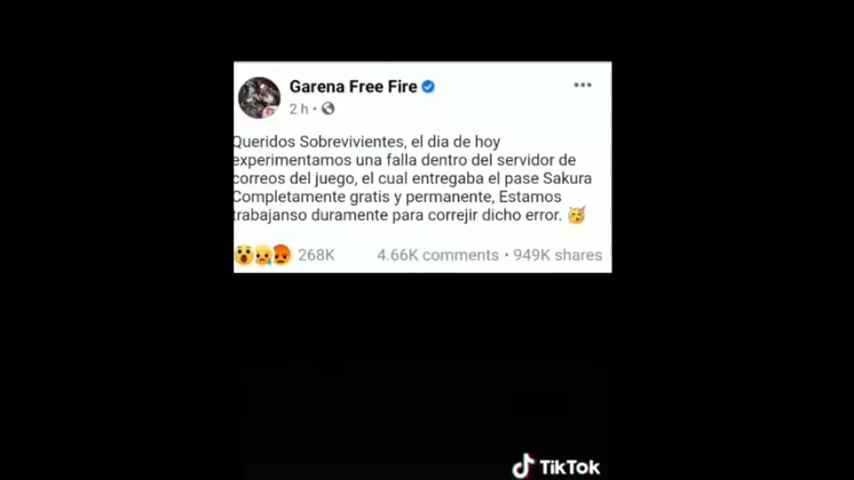 Garena Free Fire
2 h
Queridos Sobrevivientes, el dia de hoy
experimentamos una falla dentro del servidor de
correos del juego, el cual entregaba el pase Sakura
Completamente gratis y permanente, Estamos
trabajanso duramente para correjir dicho error. 🥳
268K 4.66K comments • 949K shares
TikTok